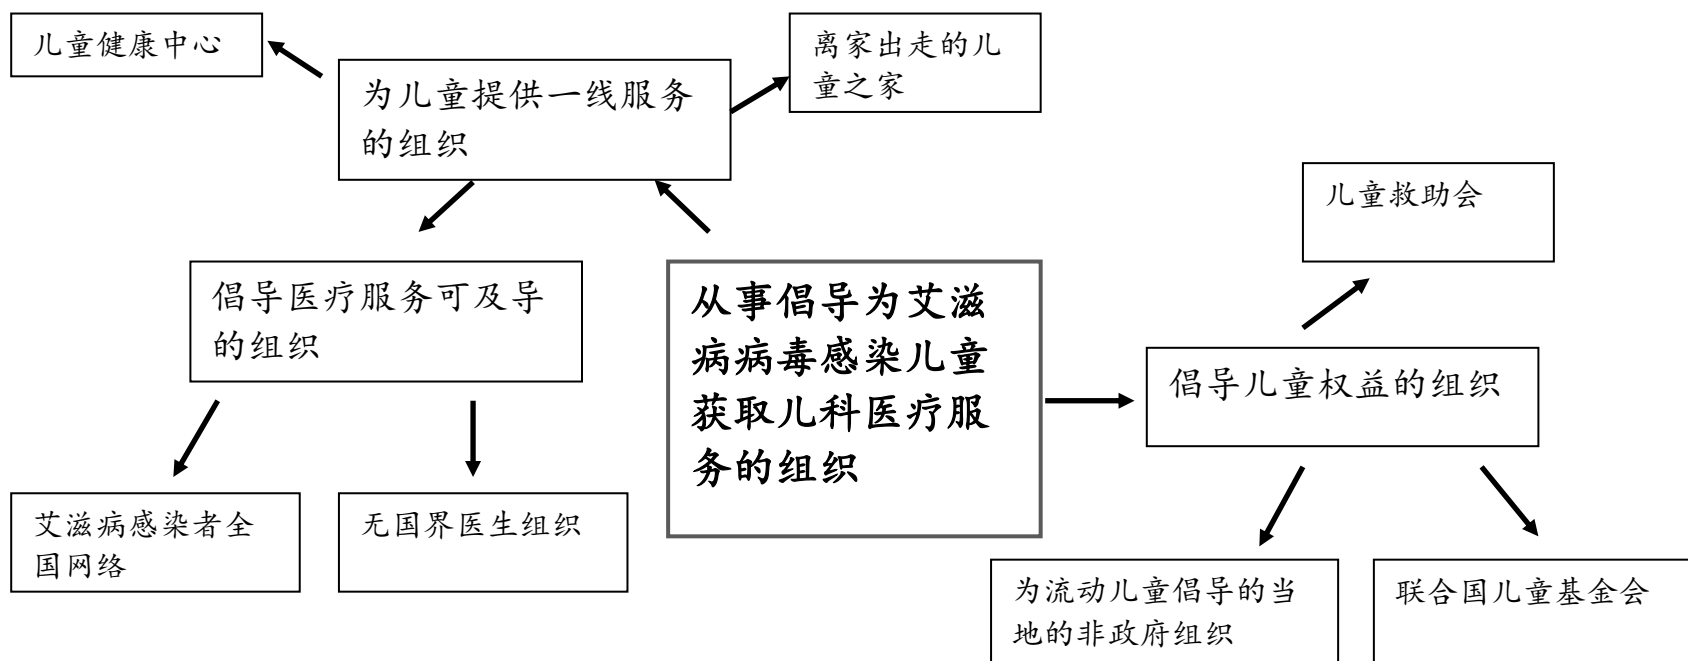 儿童健康中心
离家出走的儿
童之家
为儿童提供一线服务
的组织
儿童救助会
倡导医疗服务可及导
的组织
从事倡导为艾滋
病病毒感染儿童
获取儿科医疗服
务的组织
倡导儿童权益的组织
艾滋病感染者全
国网络
无国界医生组织
为流动儿童倡导的当
地的非政府组织
联合国儿童基金会